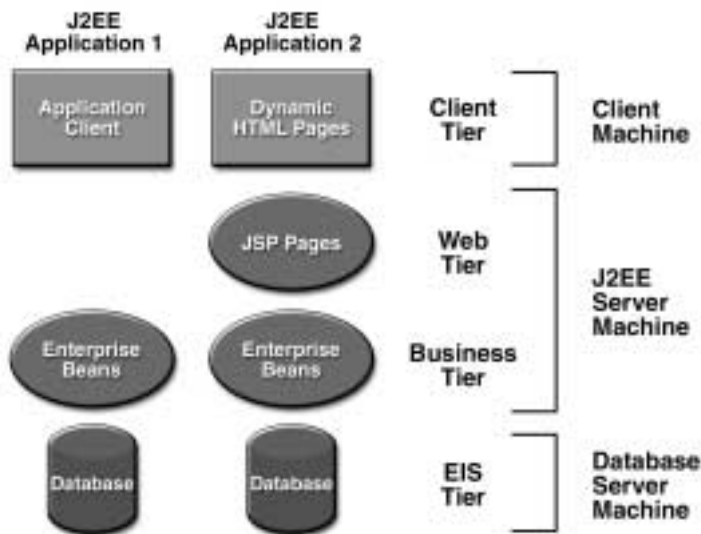 J2EE
Application 1
J2EE
Application 2
Application
Client
Dynamic
HTML Pages
Client
Tier
Client
Machine
JSP Pages
Web
Tier
J2EE
Server
Machine
Enterprise
Beans
Enterprise
Beans
Business
Tier
Database
Database
EIS
Tier
Database
Server
Machine